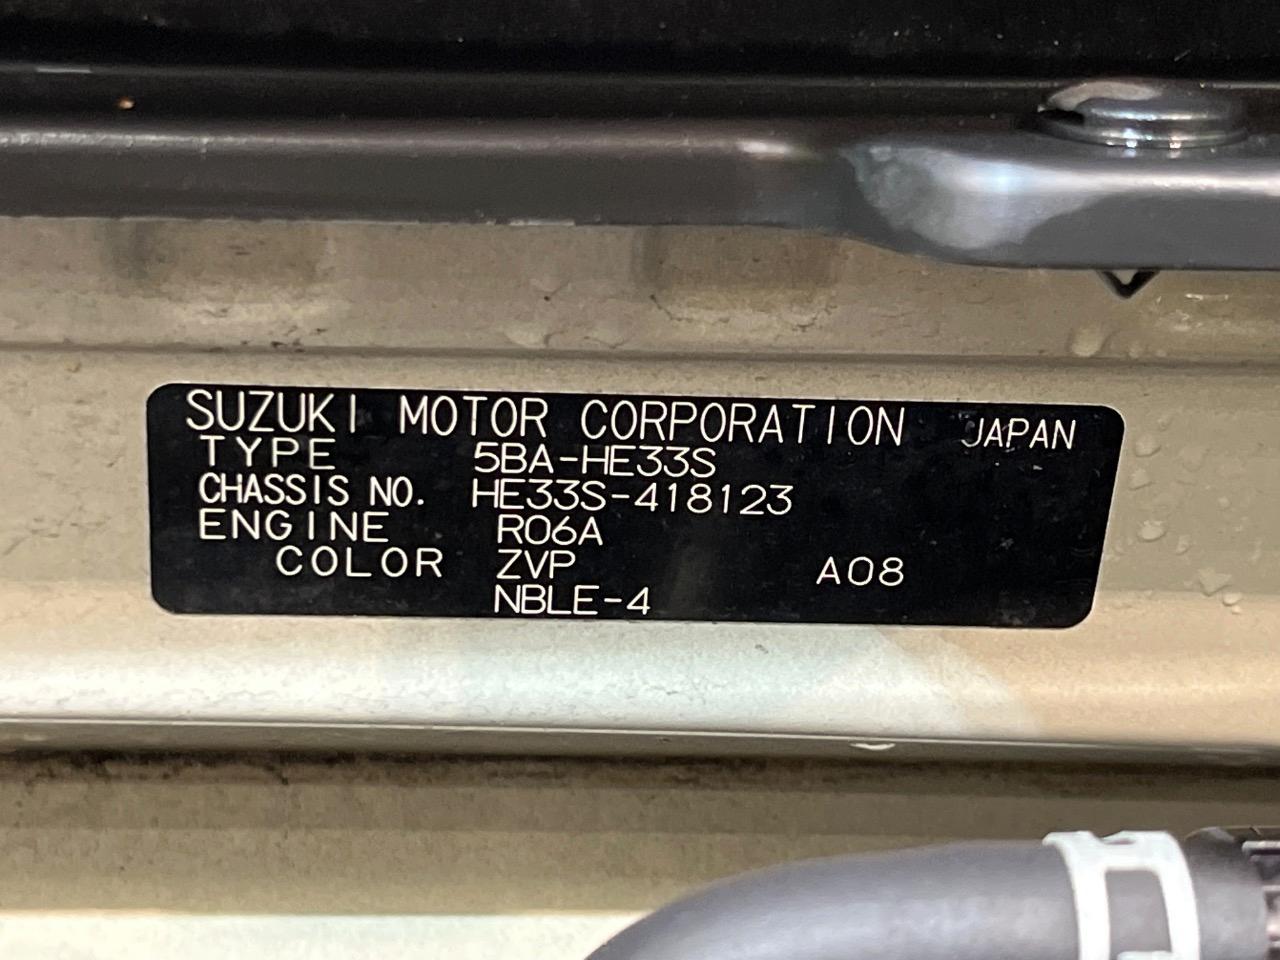 SUZUKI MOTOR CORPORATION JAPAN
TYPE 5BA-HE33S
CHASSIS NO. HE33S-418123
ENGINE R06A
COLOR ZVP A08
NBLE-4